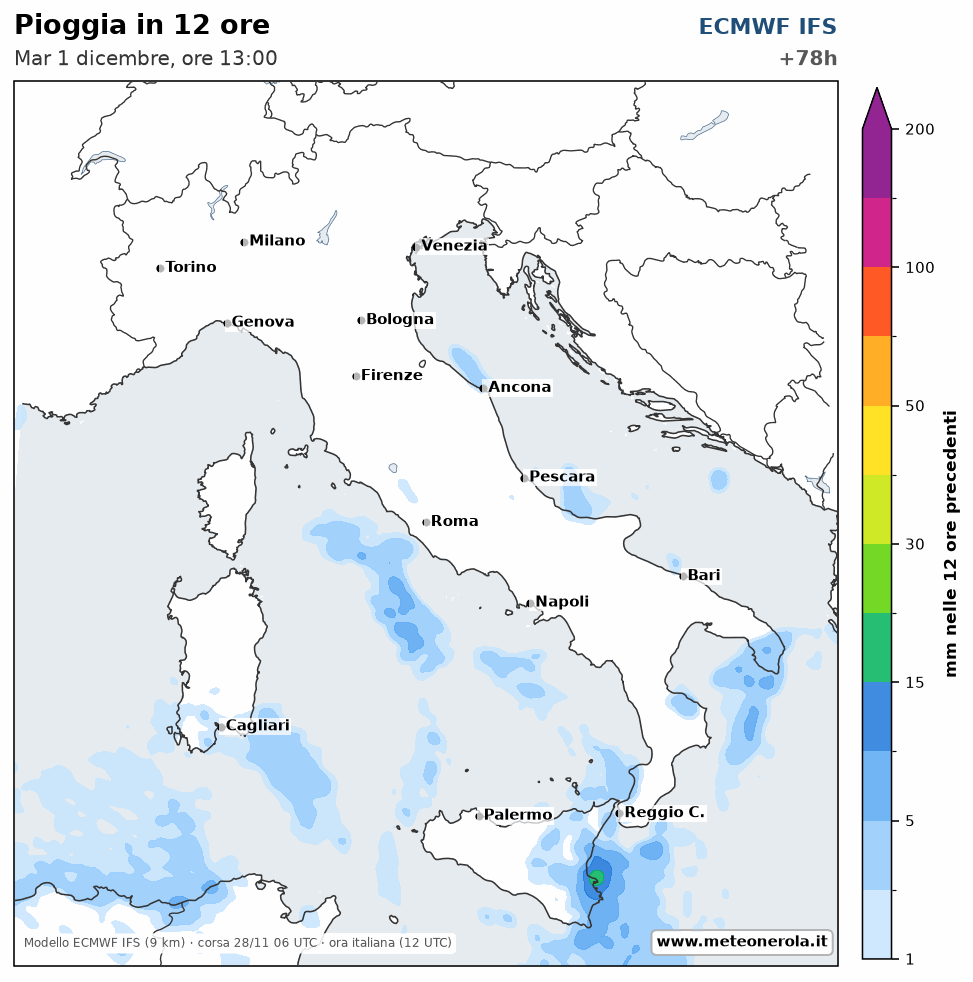 Pioggia in 12 ore
ECMWF IFS
Mar 1 dicembre, ore 13:00
+78h
200
100
50
30
15
5
1
mm nelle 12 ore precedenti
Milano
Venezia
Torino
Genova
Bologna
Firenze
Ancona
Pescara
Roma
Bari
Napoli
Cagliari
Palermo
Reggio C.
Modello ECMWF IFS (9 km) · corsa 28/11 06 UTC · ora italiana (12 UTC)
www.meteonerola.it